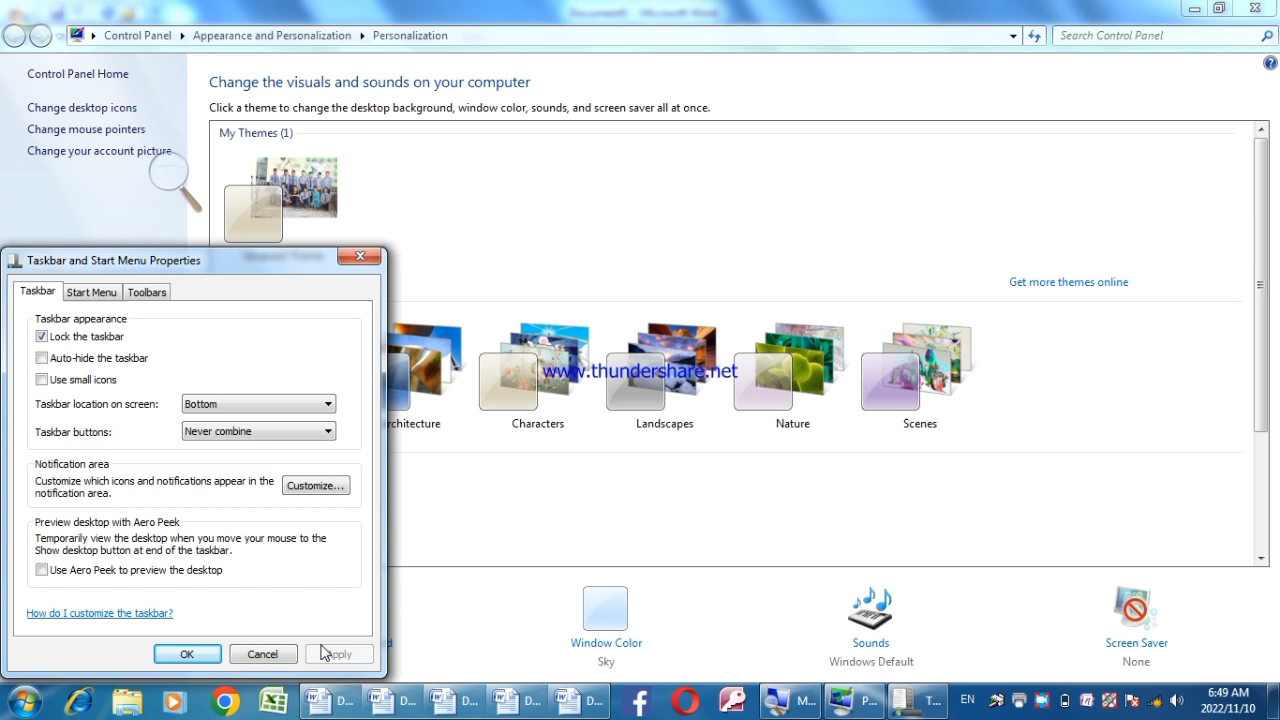 Document1 - Microsoft Word
Control Panel
Appearance and Personalization
Personalization
Search Control Panel
Control Panel Home
Change desktop icons
Change mouse pointers
Change your account picture
Change the visuals and sounds on your computer
Click a theme to change the desktop background, window color, sounds, and screen saver all at once.
My Themes (1)
Get more themes online
Characters
Landscapes
Nature
Scenes
www.thundershare.net
Window Color
Sky
Sounds
Windows Default
Screen Saver
None
Taskbar and Start Menu Properties
Taskbar
Start Menu
Toolbars
Taskbar appearance
Lock the taskbar
Auto-hide the taskbar
Use small icons
Taskbar location on screen:
Bottom
Taskbar buttons:
Never combine
Notification area
Customize which icons and notifications appear in the
notification area.
Customize...
Preview desktop with Aero Peek
Temporarily view the desktop when you move your mouse to the
Show desktop button at end of the taskbar.
Use Aero Peek to preview the desktop
How do I customize the taskbar?
OK
Cancel
Apply
D...
D...
D...
D...
D...
M...
P...
T...
EN
6:49 AM
2022/11/10